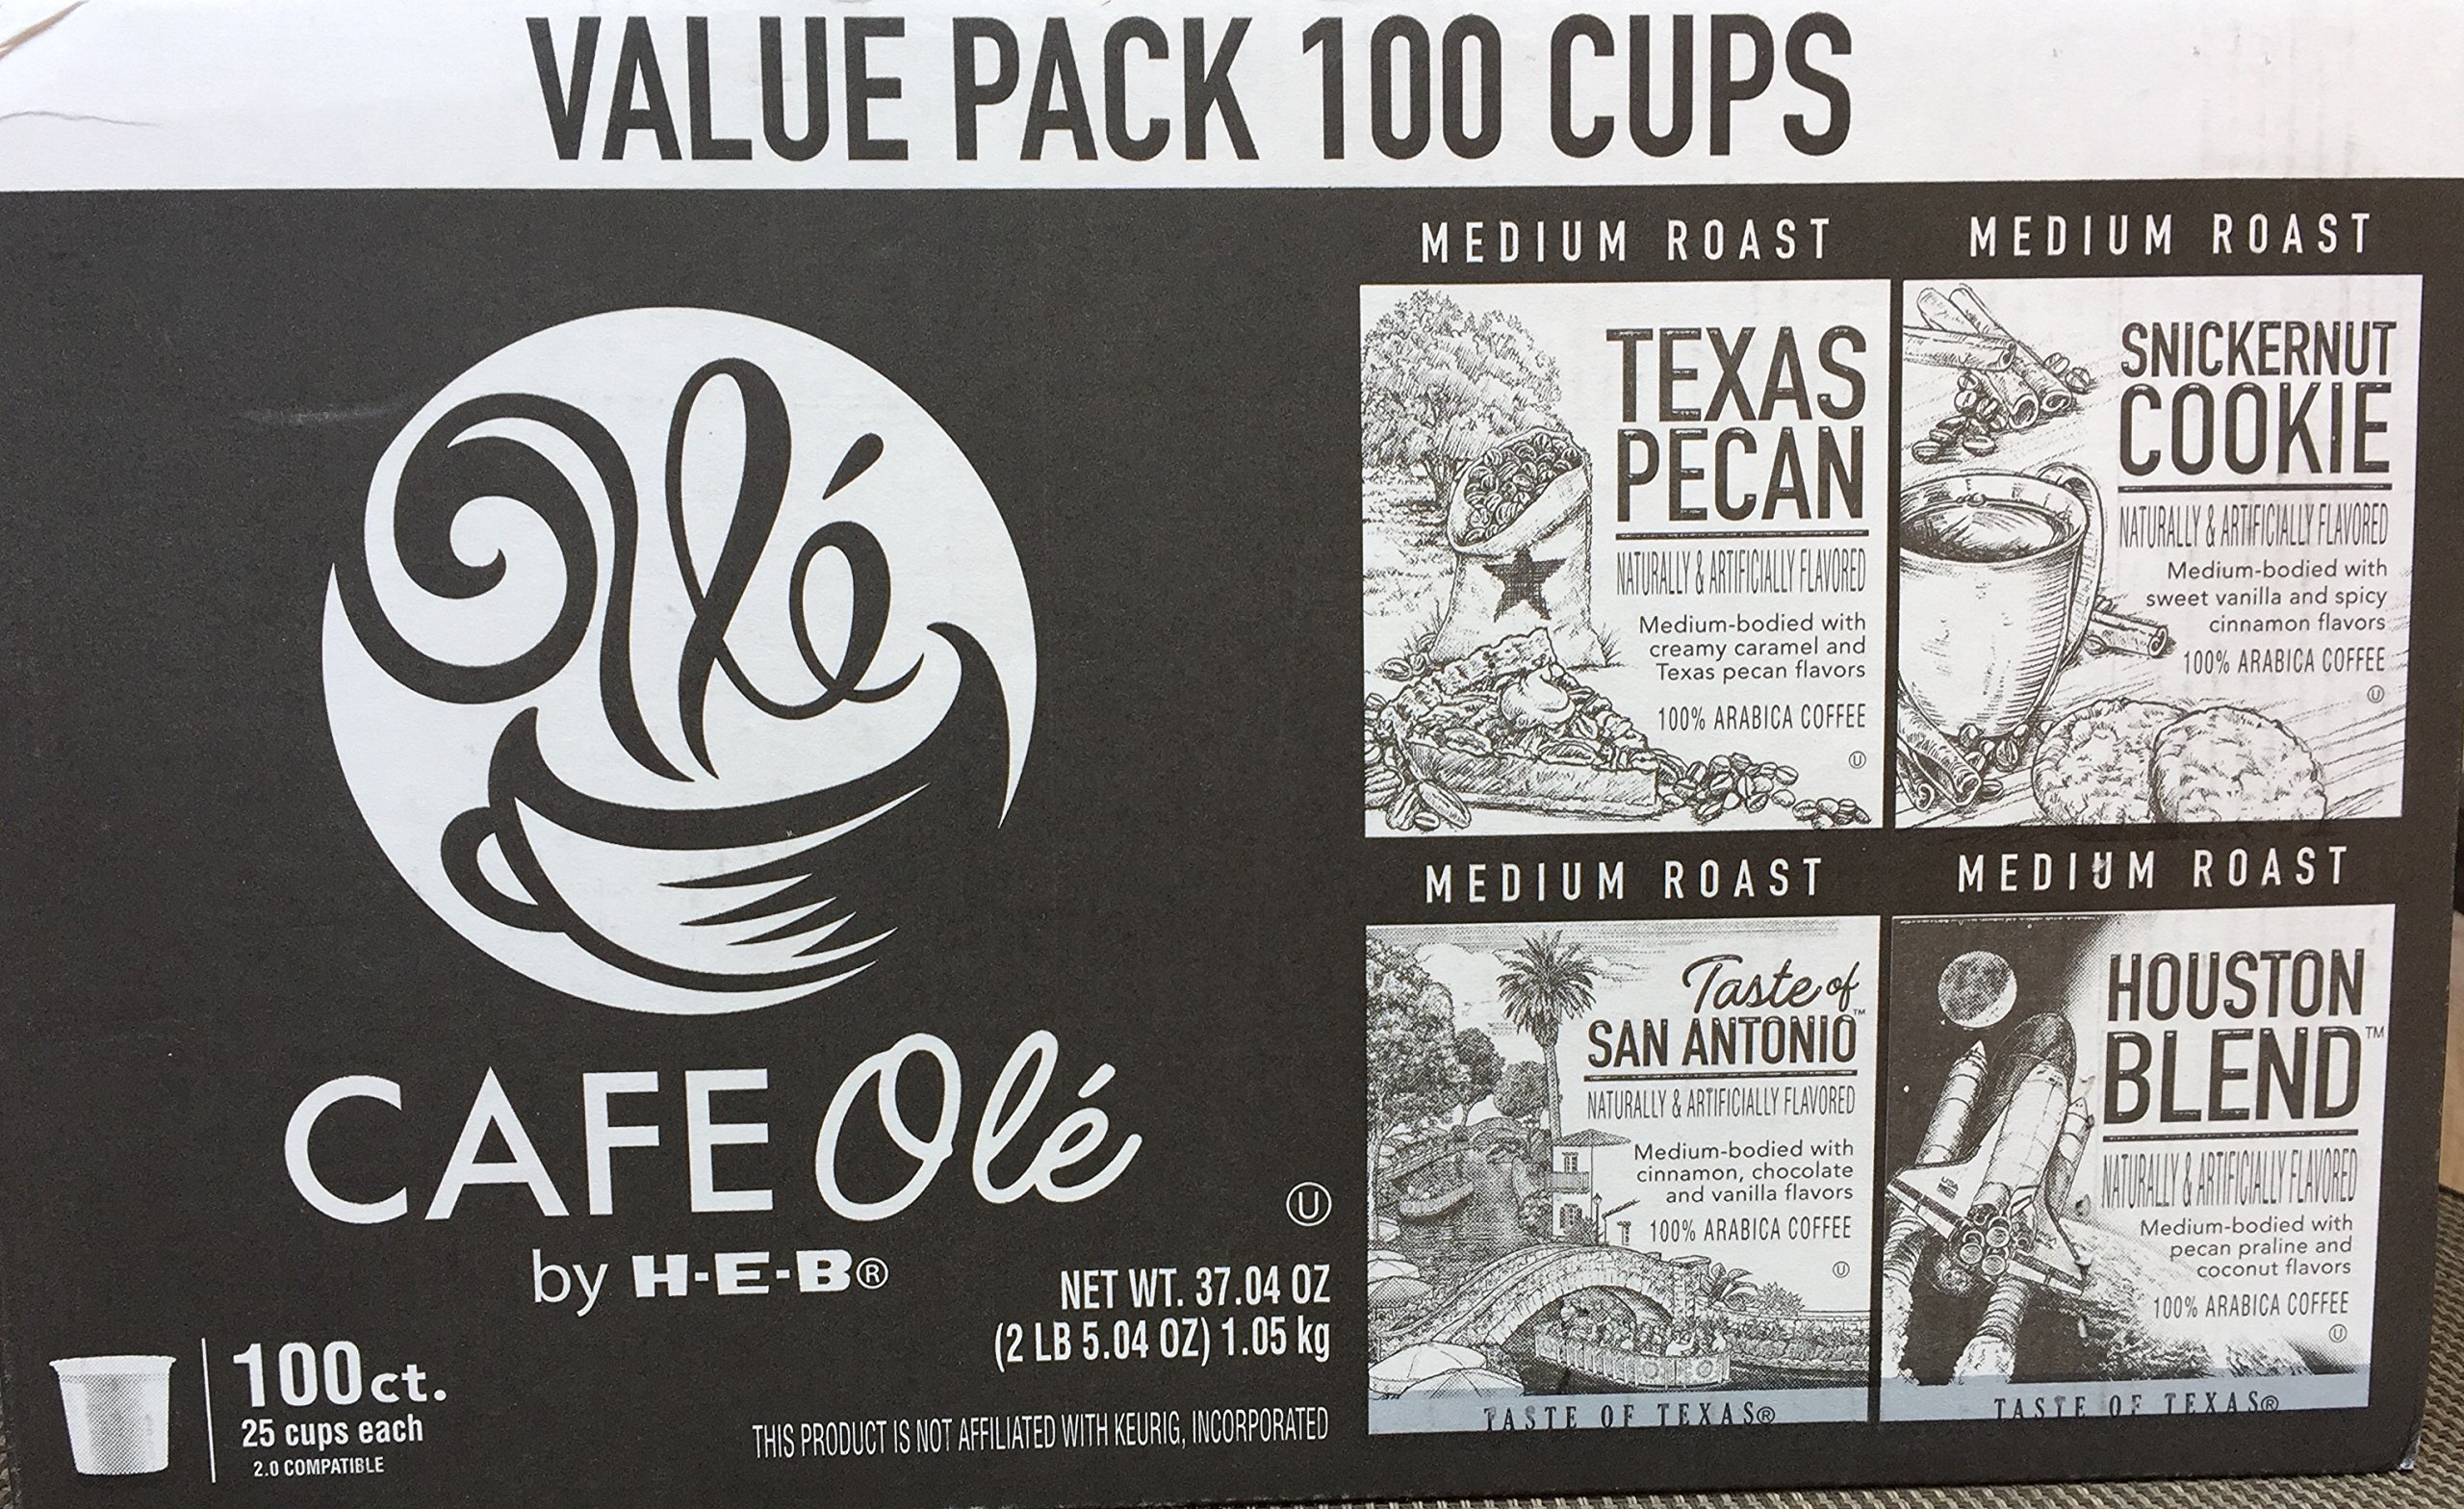 VALUE PACK 100 CUPS
Olé
CAFE Olé
by H-E-B®
Ⓤ
NET WT. 37.04 OZ
(2 LB 5.04 OZ) 1.05 kg
100 ct.
25 cups each
2.0 COMPATIBLE
THIS PRODUCT IS NOT AFFILIATED WITH KEURIG, INCORPORATED
MEDIUM ROAST
TEXAS
PECAN
NATURALLY & ARTIFICIALLY FLAVORED
Medium-bodied with
creamy caramel and
Texas pecan flavors
100% ARABICA COFFEE
Ⓤ
MEDIUM ROAST
SNICKERNUT
COOKIE
NATURALLY & ARTIFICIALLY FLAVORED
Medium-bodied with
sweet vanilla and spicy
cinnamon flavors
100% ARABICA COFFEE
Ⓤ
MEDIUM ROAST
Taste of
SAN ANTONIO™
NATURALLY & ARTIFICIALLY FLAVORED
Medium-bodied with
cinnamon, chocolate
and vanilla flavors
100% ARABICA COFFEE
Ⓤ
TASTE OF TEXAS®
MEDIUM ROAST
HOUSTON
BLEND™
NATURALLY & ARTIFICIALLY FLAVORED
Medium-bodied with
pecan praline and
coconut flavors
100% ARABICA COFFEE
Ⓤ
TASTE OF TEXAS®